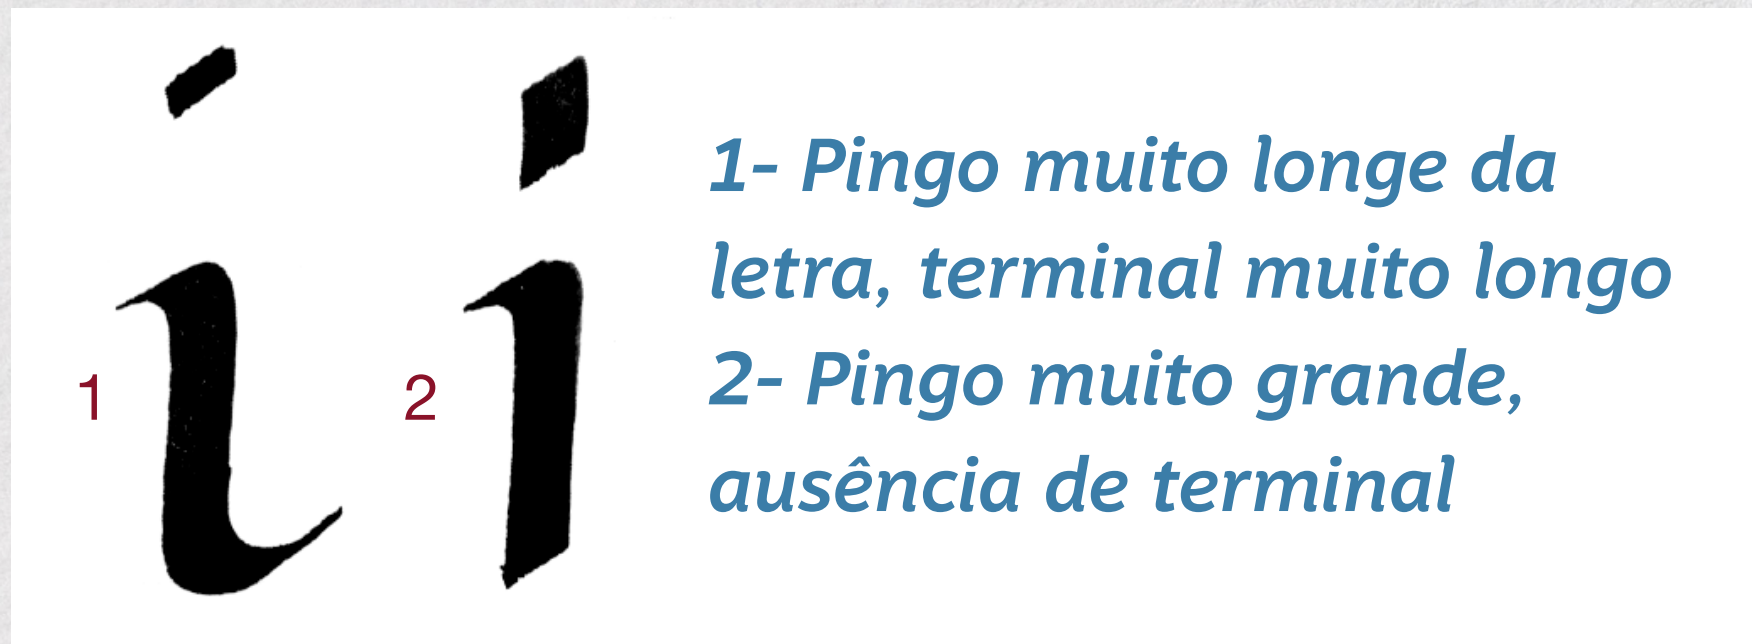 i i
1 2
1- Pingo muito longe da
letra, terminal muito longo
2- Pingo muito grande,
ausência de terminal